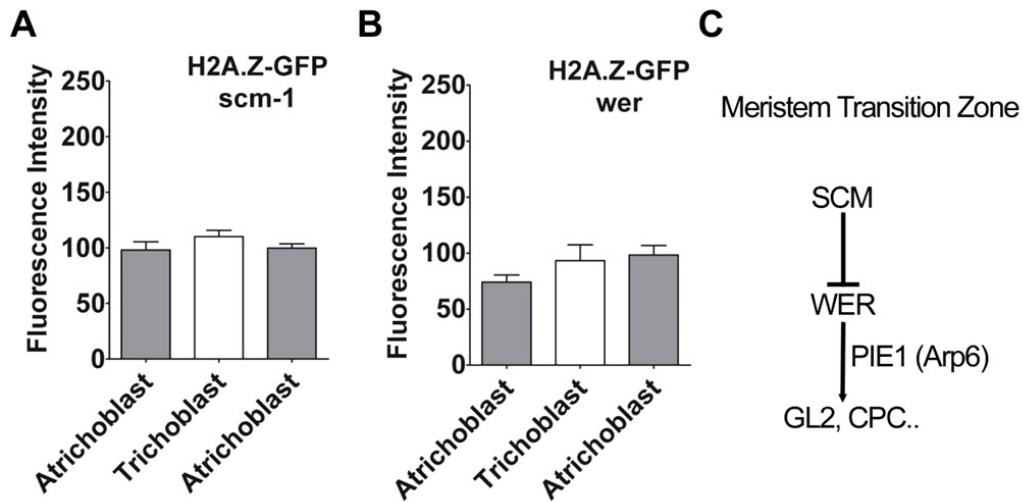 A
H2A.Z-GFP
scm-1
Fluorescence Intensity
250
200
150
100
50
0
Atrichoblast
Trichoblast
Atrichoblast
B
H2A.Z-GFP
wer
Fluorescence Intensity
250
200
150
100
50
0
Atrichoblast
Trichoblast
Atrichoblast
C
Meristem Transition Zone
SCM
WER
PIE1 (Arp6)
GL2, CPC..